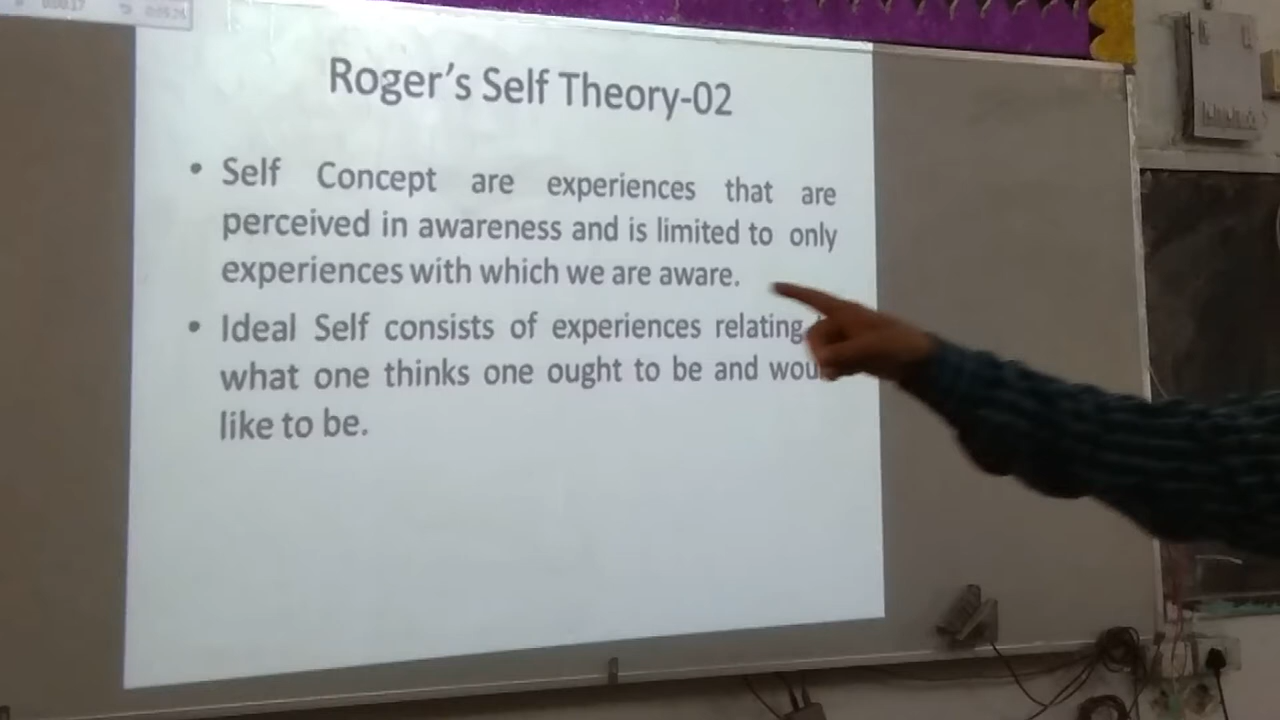 Roger's Self Theory-02
• Self Concept are experiences that are
perceived in awareness and is limited to only
experiences with which we are aware.
• Ideal Self consists of experiences relating
what one thinks one ought to be and wou
like to be.